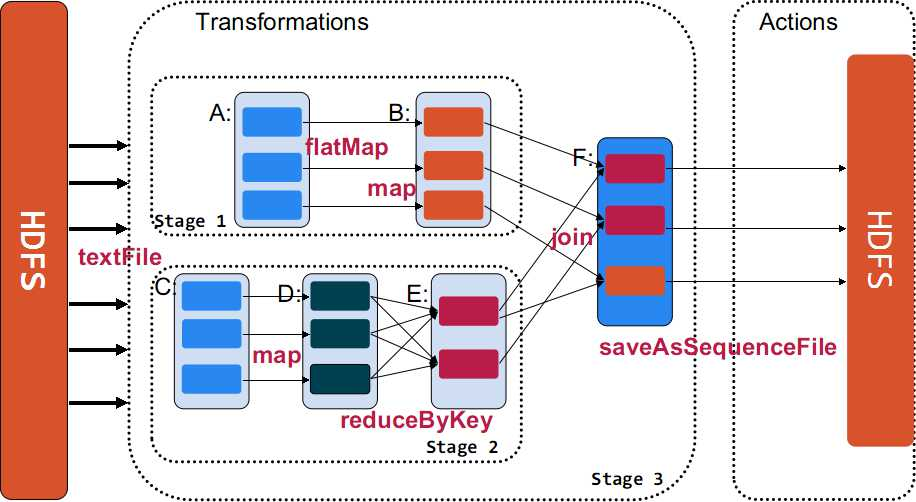 Transformations
Actions
A:
B:
flatMap
map
F:
Stage 1
HDFS
textFile
join
HDFS
C:
D:
E:
map
saveAsSequenceFile
reduceByKey
Stage 2
Stage 3